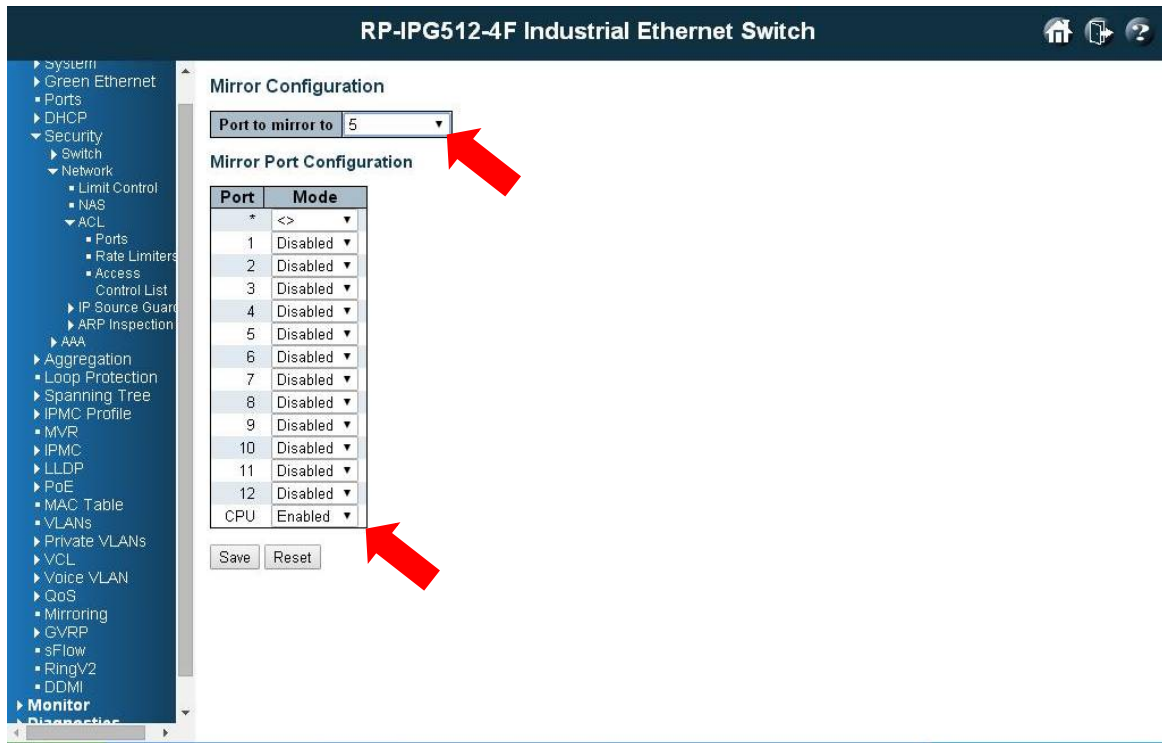 RP-IPG512-4F Industrial Ethernet Switch
System
Green Ethernet
Ports
DHCP
Security
Switch
Network
Limit Control
NAS
ACL
Ports
Rate Limiters
Access
Control List
IP Source Guard
ARP Inspection
AAA
Aggregation
Loop Protection
Spanning Tree
IPMC Profile
MVR
IPMC
LLDP
PoE
MAC Table
VLANs
Private VLANs
VCL
Voice VLAN
QoS
Mirroring
GVRP
sFlow
RingV2
DDMI
Monitor
Diagnostics
Mirror Configuration
Port to mirror to 5
Mirror Port Configuration
Port Mode
* <>
1 Disabled
2 Disabled
3 Disabled
4 Disabled
5 Disabled
6 Disabled
7 Disabled
8 Disabled
9 Disabled
10 Disabled
11 Disabled
12 Disabled
CPU Enabled
Save Reset